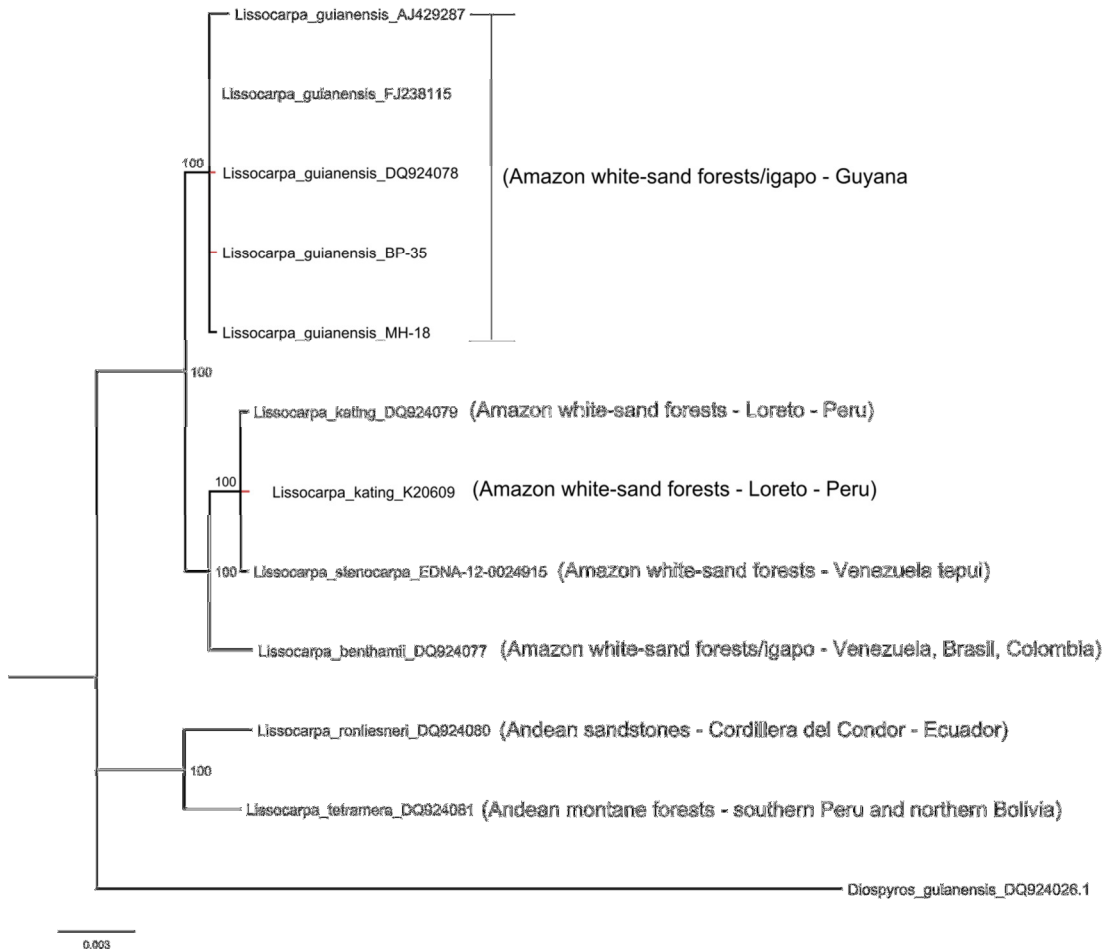 Lissocarpa_guianensis_AJ429287
Lissocarpa_guianensis_FJ238115
100
Lissocarpa_guianensis_DQ924078
(Amazon white-sand forests/igapo - Guyana
Lissocarpa_guianensis_BP-35
Lissocarpa_guianensis_MH-18
100
Lissocarpa_kating_DQ924079 (Amazon white-sand forests - Loreto - Peru)
100
Lissocarpa_kating_K20609 (Amazon white-sand forests - Loreto - Peru)
100
Lissocarpa_stenocarpa_EDNA-12-0024915 (Amazon white-sand forests - Venezuela tepui)
Lissocarpa_benthamii_DQ924077 (Amazon white-sand forests/igapo - Venezuela, Brasil, Colombia)
Lissocarpa_ronliesneri_DQ924080 (Andean sandstones - Cordillera del Condor - Ecuador)
100
Lissocarpa_tetramera_DQ924081 (Andean montane forests - southern Peru and northern Bolivia)
Diospyros_guianensis_DQ924026.1
0.003